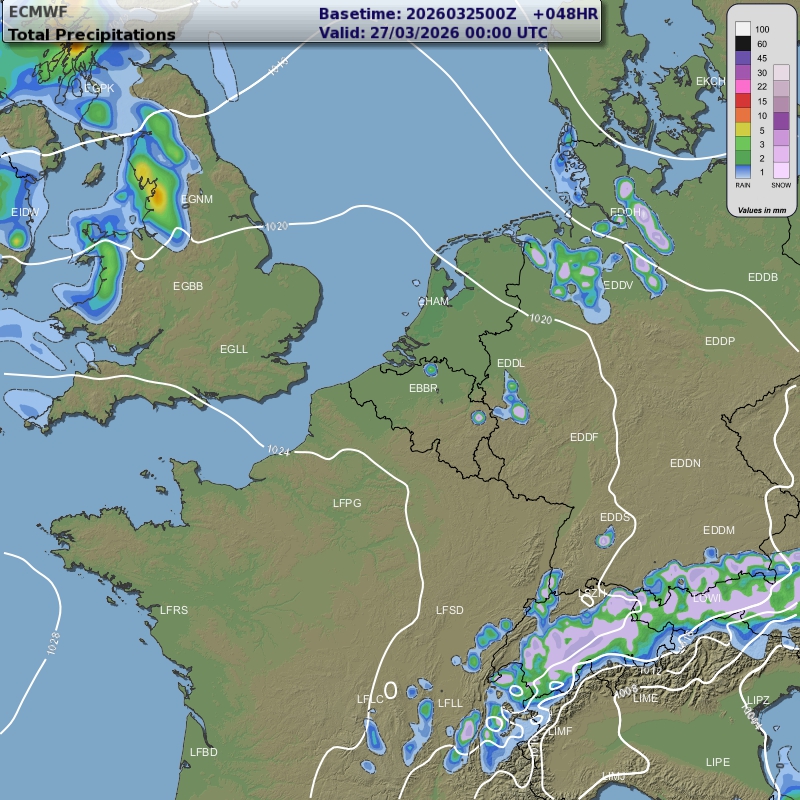 ECMWF
Total Precipitations
Basetime: 2026032500Z +048HR
Valid: 27/03/2026 00:00 UTC
100
60
45
30
22
15
10
5
3
2
1
RAIN SNOW
Values in mm
EGPK
EKCH
1016
EIDW
EGNM
EDDH
1020
EGBB
EDDV
EDDB
EHAM
1020
EDDP
EGLL
EDDL
EBBR
EDDF
1024
EDDN
LFPG
EDDS
EDDM
LSZH
LOWI
LFRS
LFSD
1028
1012
1008
LFLC
LFLL
LIME
LIPZ
LIMF
LFBD
LIPE
LIMJ